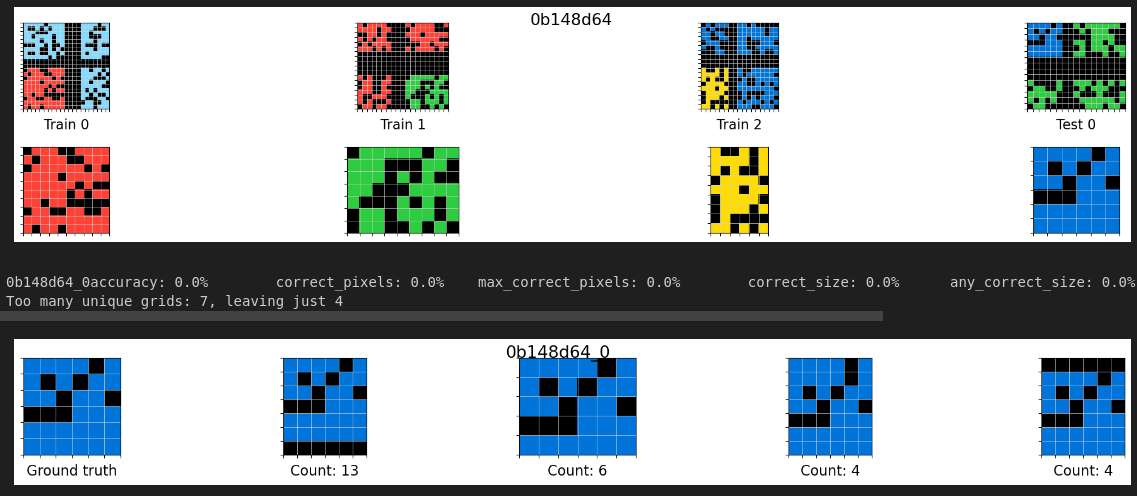 0b148d64
Train 0
Train 1
Train 2
Test 0
0b148d64_0accuracy: 0.0% correct_pixels: 0.0% max_correct_pixels: 0.0% correct_size: 0.0% any_correct_size: 0.0%
Too many unique grids: 7, leaving just 4
0b148d64_0
Ground truth
Count: 13
Count: 6
Count: 4
Count: 4